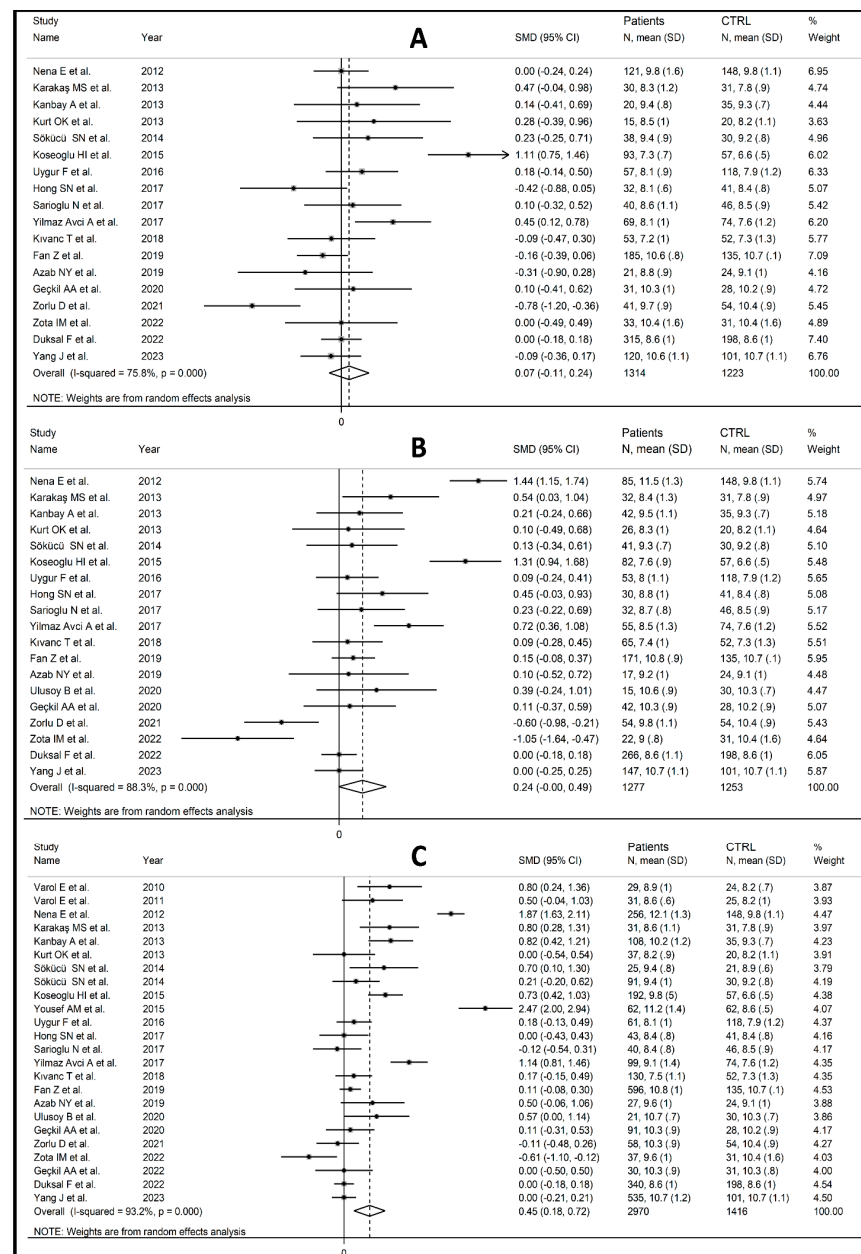 A
Study Patients CTRL %
Name Year SMD (95% CI) N, mean (SD) N, mean (SD) Weight
Nena E et al. 2012 0.00 (-0.24, 0.24) 121, 9.8 (1.6) 148, 9.8 (1.1) 6.95
Karakaş MS et al. 2013 0.47 (-0.04, 0.98) 30, 8.3 (1.2) 31, 7.8 (.9) 4.74
Kanbay A et al. 2013 0.14 (-0.41, 0.69) 20, 9.4 (.8) 35, 9.3 (.7) 4.44
Kurt OK et al. 2013 0.28 (-0.39, 0.96) 15, 8.5 (1) 20, 8.2 (1.1) 3.63
Sökücü SN et al. 2014 0.23 (-0.25, 0.71) 38, 9.4 (.9) 30, 9.2 (.8) 4.96
Koseoglu HI et al. 2015 1.11 (0.75, 1.46) 93, 7.3 (.7) 57, 6.6 (.5) 6.02
Uygur F et al. 2016 0.18 (-0.14, 0.50) 57, 8.1 (.9) 118, 7.9 (1.2) 6.33
Hong SN et al. 2017 -0.42 (-0.88, 0.05) 32, 8.1 (.6) 41, 8.4 (.8) 5.07
Sarioglu N et al. 2017 0.10 (-0.32, 0.52) 40, 8.6 (1.1) 46, 8.5 (.9) 5.42
Yilmaz Avci A et al. 2017 0.45 (0.12, 0.78) 69, 8.1 (1) 74, 7.6 (1.2) 6.20
Kıvanc T et al. 2018 -0.09 (-0.47, 0.30) 53, 7.2 (1) 52, 7.3 (1.3) 5.77
Fan Z et al. 2019 -0.16 (-0.39, 0.06) 185, 10.6 (.8) 135, 10.7 (.1) 7.09
Azab NY et al. 2019 -0.31 (-0.90, 0.28) 21, 8.8 (.9) 24, 9.1 (1) 4.16
Geçkil AA et al. 2020 0.10 (-0.41, 0.62) 31, 10.3 (1) 28, 10.2 (.9) 4.72
Zorlu D et al. 2021 -0.78 (-1.20, -0.36) 41, 9.7 (.9) 54, 10.4 (.9) 5.45
Zota IM et al. 2022 0.00 (-0.49, 0.49) 33, 10.4 (1.6) 31, 10.4 (1.6) 4.89
Duksal F et al. 2022 0.00 (-0.18, 0.18) 315, 8.6 (1) 198, 8.6 (1) 7.40
Yang J et al. 2023 -0.09 (-0.36, 0.17) 120, 10.6 (1.1) 101, 10.7 (1.1) 6.76
Overall (I-squared = 75.8%, p = 0.000) 0.07 (-0.11, 0.24) 1314 1223 100.00
NOTE: Weights are from random effects analysis
0
B
Study Patients CTRL %
Name Year SMD (95% CI) N, mean (SD) N, mean (SD) Weight
Nena E et al. 2012 1.44 (1.15, 1.74) 85, 11.5 (1.3) 148, 9.8 (1.1) 5.74
Karakaş MS et al. 2013 0.54 (0.03, 1.04) 32, 8.4 (1.3) 31, 7.8 (.9) 4.97
Kanbay A et al. 2013 0.21 (-0.24, 0.66) 42, 9.5 (1.1) 35, 9.3 (.7) 5.18
Kurt OK et al. 2013 0.10 (-0.49, 0.68) 26, 8.3 (1) 20, 8.2 (1.1) 4.64
Sökücü SN et al. 2014 0.13 (-0.34, 0.61) 41, 9.3 (.7) 30, 9.2 (.8) 5.10
Koseoglu HI et al. 2015 1.31 (0.94, 1.68) 82, 7.6 (.9) 57, 6.6 (.5) 5.48
Uygur F et al. 2016 0.09 (-0.24, 0.41) 53, 8 (1.1) 118, 7.9 (1.2) 5.65
Hong SN et al. 2017 0.45 (-0.03, 0.93) 30, 8.8 (1) 41, 8.4 (.8) 5.08
Sarioglu N et al. 2017 0.23 (-0.22, 0.69) 32, 8.7 (.8) 46, 8.5 (.9) 5.17
Yilmaz Avci A et al. 2017 0.72 (0.36, 1.08) 55, 8.5 (1.3) 74, 7.6 (1.2) 5.52
Kıvanc T et al. 2018 0.09 (-0.28, 0.45) 65, 7.4 (1) 52, 7.3 (1.3) 5.51
Fan Z et al. 2019 0.15 (-0.08, 0.37) 171, 10.8 (.9) 135, 10.7 (.1) 5.95
Azab NY et al. 2019 0.10 (-0.52, 0.72) 17, 9.2 (1) 24, 9.1 (1) 4.48
Ulusoy B et al. 2020 0.39 (-0.24, 1.01) 15, 10.6 (.9) 30, 10.3 (.7) 4.47
Geçkil AA et al. 2020 0.11 (-0.37, 0.59) 42, 10.3 (.9) 28, 10.2 (.9) 5.07
Zorlu D et al. 2021 -0.60 (-0.98, -0.21) 54, 9.8 (1.1) 54, 10.4 (.9) 5.43
Zota IM et al. 2022 -1.05 (-1.64, -0.47) 22, 9 (.8) 31, 10.4 (1.6) 4.64
Duksal F et al. 2022 0.00 (-0.18, 0.18) 266, 8.6 (1.1) 198, 8.6 (1) 6.05
Yang J et al. 2023 0.00 (-0.25, 0.25) 147, 10.7 (1.1) 101, 10.7 (1.1) 5.87
Overall (I-squared = 88.3%, p = 0.000) 0.24 (-0.00, 0.49) 1277 1253 100.00
NOTE: Weights are from random effects analysis
0
C
Study Patients CTRL %
Name Year SMD (95% CI) N, mean (SD) N, mean (SD) Weight
Varol E et al. 2010 0.80 (0.24, 1.36) 29, 8.9 (1) 24, 8.2 (.7) 3.87
Varol E et al. 2011 0.50 (-0.04, 1.03) 31, 8.6 (.6) 25, 8.2 (1) 3.93
Nena E et al. 2012 1.87 (1.63, 2.11) 256, 12.1 (1.3) 148, 9.8 (1.1) 4.47
Karakaş MS et al. 2013 0.80 (0.28, 1.31) 31, 8.6 (1.1) 31, 7.8 (.9) 3.97
Kanbay A et al. 2013 0.82 (0.42, 1.21) 108, 10.2 (1.2) 35, 9.3 (.7) 4.23
Kurt OK et al. 2013 0.00 (-0.54, 0.54) 37, 8.2 (.9) 20, 8.2 (1.1) 3.91
Sökücü SN et al. 2014 0.70 (0.10, 1.30) 25, 9.4 (.8) 21, 8.9 (.6) 3.79
Sökücü SN et al. 2014 0.21 (-0.20, 0.62) 91, 9.4 (1) 30, 9.2 (.8) 4.19
Koseoglu HI et al. 2015 0.73 (0.42, 1.03) 192, 9.8 (5) 57, 6.6 (.5) 4.38
Yousef AM et al. 2015 2.47 (2.00, 2.94) 62, 11.2 (1.4) 62, 8.6 (.5) 4.07
Uygur F et al. 2016 0.18 (-0.13, 0.49) 61, 8.1 (1) 118, 7.9 (1.2) 4.37
Hong SN et al. 2017 0.00 (-0.43, 0.43) 43, 8.4 (.8) 41, 8.4 (.8) 4.16
Sarioglu N et al. 2017 -0.12 (-0.54, 0.31) 40, 8.4 (.8) 46, 8.5 (.9) 4.17
Yilmaz Avci A et al. 2017 1.14 (0.81, 1.46) 99, 9.1 (1.4) 74, 7.6 (1.2) 4.35
Kıvanc T et al. 2018 0.17 (-0.15, 0.49) 130, 7.5 (1.1) 52, 7.3 (1.3) 4.35
Fan Z et al. 2019 0.11 (-0.08, 0.30) 596, 10.8 (1) 135, 10.7 (.1) 4.53
Azab NY et al. 2019 0.50 (-0.06, 1.06) 27, 9.6 (1) 24, 9.1 (1) 3.88
Ulusoy B et al. 2020 0.57 (0.00, 1.14) 21, 10.7 (.7) 30, 10.3 (.7) 3.86
Geçkil AA et al. 2020 0.11 (-0.31, 0.53) 91, 10.3 (.9) 28, 10.2 (.9) 4.17
Zorlu D et al. 2021 -0.11 (-0.48, 0.26) 58, 10.3 (.9) 54, 10.4 (.9) 4.27
Zota IM et al. 2022 -0.61 (-1.10, -0.12) 37, 9.6 (1) 31, 10.4 (1.6) 4.03
Geçkil AA et al. 2022 0.00 (-0.50, 0.50) 30, 10.3 (.9) 31, 10.3 (.8) 4.00
Duksal F et al. 2022 0.00 (-0.18, 0.18) 340, 8.6 (1) 198, 8.6 (1) 4.54
Yang J et al. 2023 0.00 (-0.21, 0.21) 535, 10.7 (1.2) 101, 10.7 (1.1) 4.50
Overall (I-squared = 93.2%, p = 0.000) 0.45 (0.18, 0.72) 2970 1416 100.00
NOTE: Weights are from random effects analysis
0